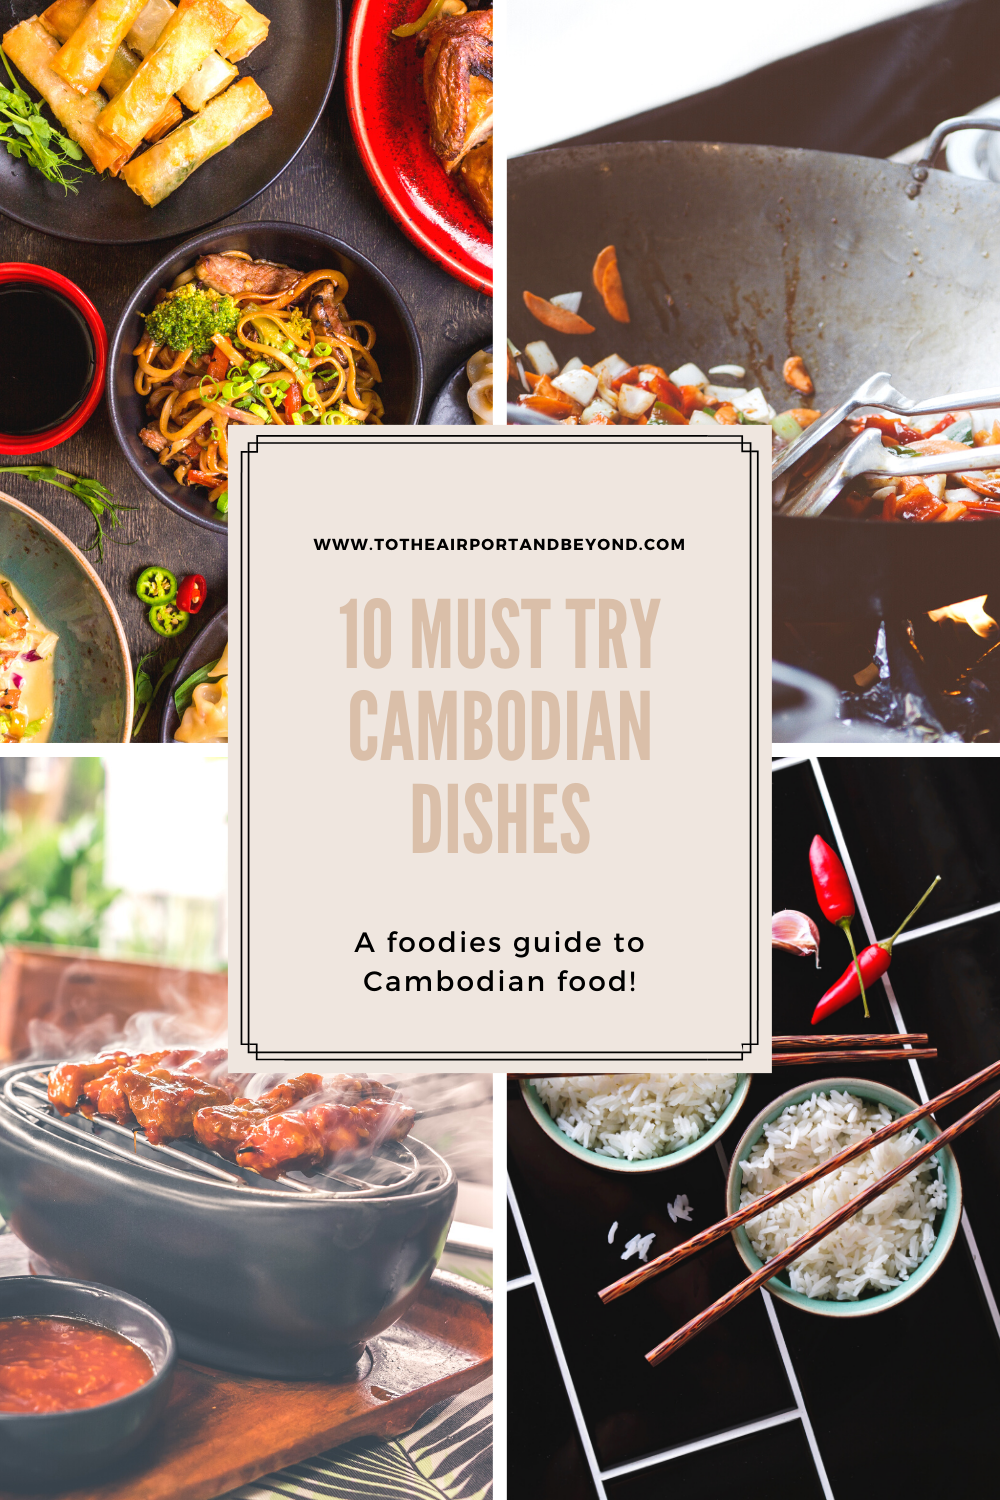 WWW.TOTHEAIRPORTANDBEYOND.COM
10 MUST TRY
CAMBODIAN
DISHES
A foodies guide to
Cambodian food!